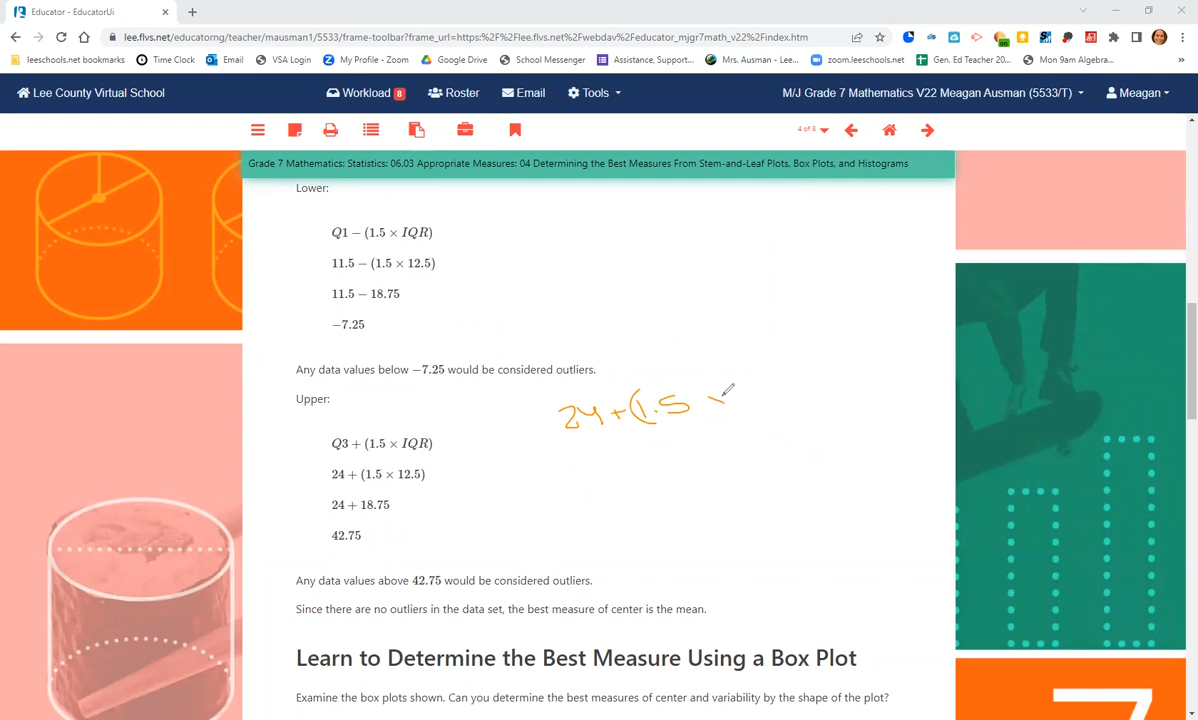 Educator - EducatorUi
lee.flvs.net/educatorng/teacher/mausman1/5533/frame-toolbar?frame_url=https:%2F%2Flee.flvs.net%2Fwebdav%2Feducator_mjgr7math_v22%2Findex.htm
leeschools.net bookmarks Time Clock Email VSA Login My Profile - Zoom Google Drive School Messenger Assistance, Support... Mrs. Ausman - Lee... zoom.leeschools.net Gen. Ed Teacher 20... Mon 9am Algebra...
Lee County Virtual School Workload 8 Roster Email Tools M/J Grade 7 Mathematics V22 Meagan Ausman (5533/T) Meagan
4 of 8
Grade 7 Mathematics: Statistics: 06.03 Appropriate Measures: 04 Determining the Best Measures From Stem-and-Leaf Plots, Box Plots, and Histograms
Lower:
Q1 − (1.5 × IQR)
11.5 − (1.5 × 12.5)
11.5 − 18.75
−7.25
Any data values below −7.25 would be considered outliers.
Upper:
24+(1.5
Q3 + (1.5 × IQR)
24 + (1.5 × 12.5)
24 + 18.75
42.75
Any data values above 42.75 would be considered outliers.
Since there are no outliers in the data set, the best measure of center is the mean.
Learn to Determine the Best Measure Using a Box Plot
Examine the box plots shown. Can you determine the best measures of center and variability by the shape of the plot?
7